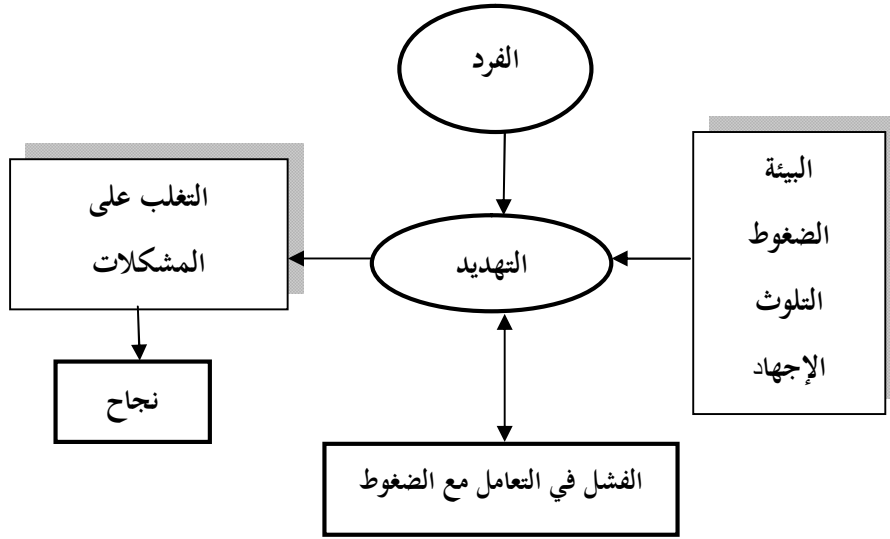 الفرد
البيئة
الضغوط
التلوث
الإجهاد
التهديد
التغلب على
المشكلات
نجاح
الفشل في التعامل مع الضغوط